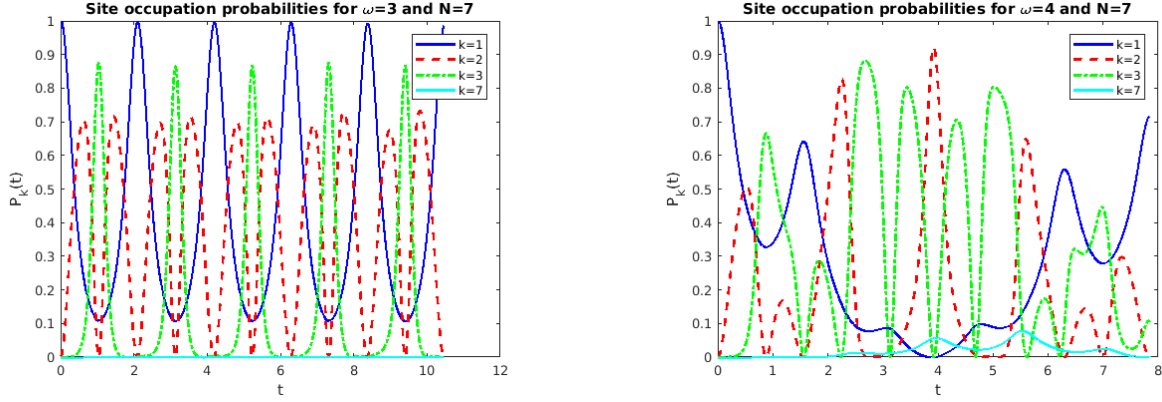 Site occupation probabilities for ω=3 and N=7
1
0.9
0.8
0.7
0.6
0.5
0.4
0.3
0.2
0.1
0
P_k(t)
k=1
k=2
k=3
k=7
0 2 4 6 8 10 12
t
Site occupation probabilities for ω=4 and N=7
1
0.9
0.8
0.7
0.6
0.5
0.4
0.3
0.2
0.1
0
P_k(t)
k=1
k=2
k=3
k=7
0 1 2 3 4 5 6 7 8
t